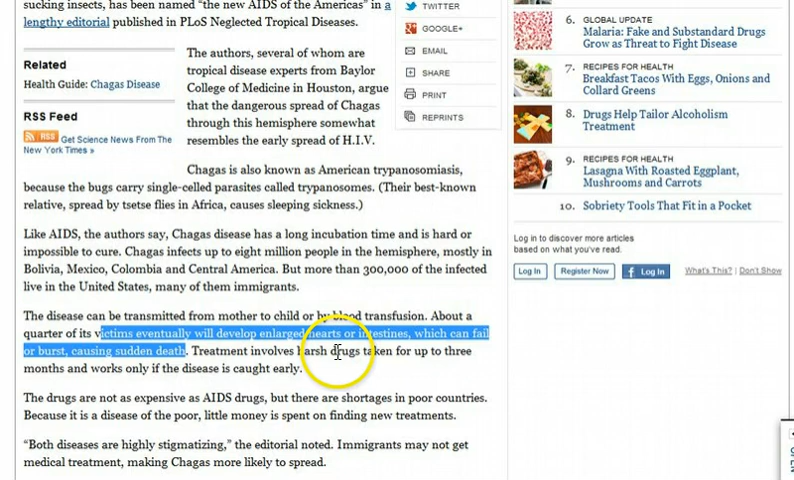 sucking insects, has been named "the new AIDS of the Americas" in a
lengthy editorial published in PLoS Neglected Tropical Diseases.
Related
Health Guide: Chagas Disease
RSS Feed
RSS Get Science News From The
New York Times »
The authors, several of whom are
tropical disease experts from Baylor
College of Medicine in Houston, argue
that the dangerous spread of Chagas
through this hemisphere somewhat
resembles the early spread of H.I.V.
Chagas is also known as American trypanosomiasis,
because the bugs carry single-celled parasites called trypanosomes. (Their best-known
relative, spread by tsetse flies in Africa, causes sleeping sickness.)
Like AIDS, the authors say, Chagas disease has a long incubation time and is hard or
impossible to cure. Chagas infects up to eight million people in the hemisphere, mostly in
Bolivia, Mexico, Colombia and Central America. But more than 300,000 of the infected
live in the United States, many of them immigrants.
The disease can be transmitted from mother to child or by blood transfusion. About a
quarter of its victims eventually will develop enlarged hearts or intestines, which can fail
or burst, causing sudden death. Treatment involves harsh drugs taken for up to three
months and works only if the disease is caught early.
The drugs are not as expensive as AIDS drugs, but there are shortages in poor countries.
Because it is a disease of the poor, little money is spent on finding new treatments.
"Both diseases are highly stigmatizing," the editorial noted. Immigrants may not get
medical treatment, making Chagas more likely to spread.
TWITTER
GOOGLE+
EMAIL
SHARE
PRINT
REPRINTS
6. GLOBAL UPDATE
Malaria: Fake and Substandard Drugs
Grow as Threat to Fight Disease
7. RECIPES FOR HEALTH
Breakfast Tacos With Eggs, Onions and
Collard Greens
8. Drugs Help Tailor Alcoholism
Treatment
9. RECIPES FOR HEALTH
Lasagna With Roasted Eggplant,
Mushrooms and Carrots
10. Sobriety Tools That Fit in a Pocket
Log in to discover more articles
based on what you've read.
Log In
Register Now
f Log In
What's This? | Don't Show